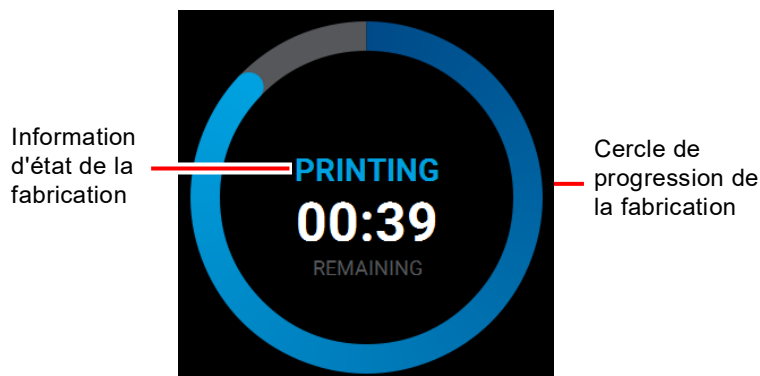 Information
d'état de la
fabrication
PRINTING
00:39
REMAINING
Cercle de
progression de
la fabrication